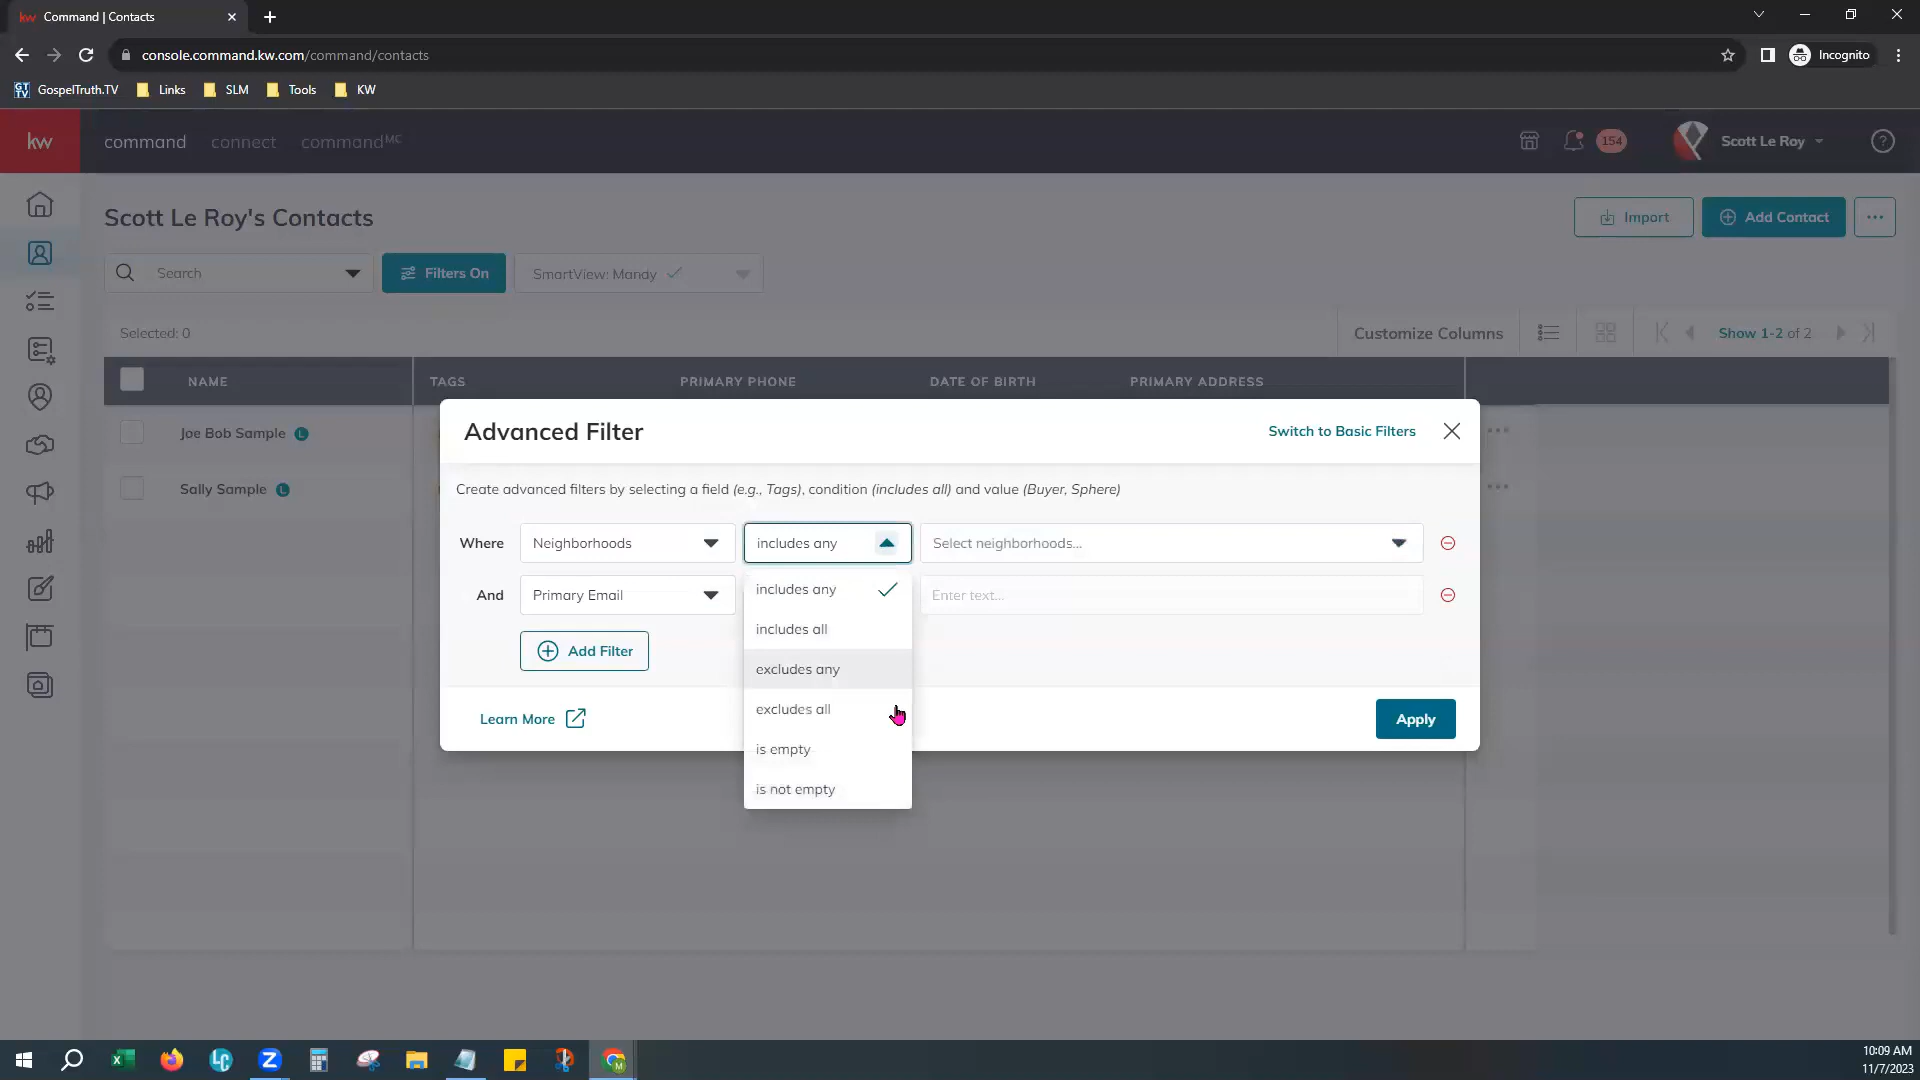 kw Command | Contacts
console.command.kw.com/command/contacts
Incognito
GT TV GospelTruth.TV Links SLM Tools KW
kw command connect commandMC
154
Scott Le Roy
?
Scott Le Roy's Contacts
Import
Add Contact
Search
Filters On
SmartView: Mandy
Selected: 0
Customize Columns
Show 1-2 of 2
NAME TAGS PRIMARY PHONE DATE OF BIRTH PRIMARY ADDRESS
Joe Bob Sample L
Sally Sample L
Advanced Filter
Switch to Basic Filters
Create advanced filters by selecting a field (e.g., Tags), condition (includes all) and value (Buyer, Sphere)
Where Neighborhoods includes any Select neighborhoods...
And Primary Email Enter text...
includes any
includes all
excludes any
excludes all
is empty
is not empty
Add Filter
Learn More
Apply
LC
Z
M
10:09 AM
11/7/2023